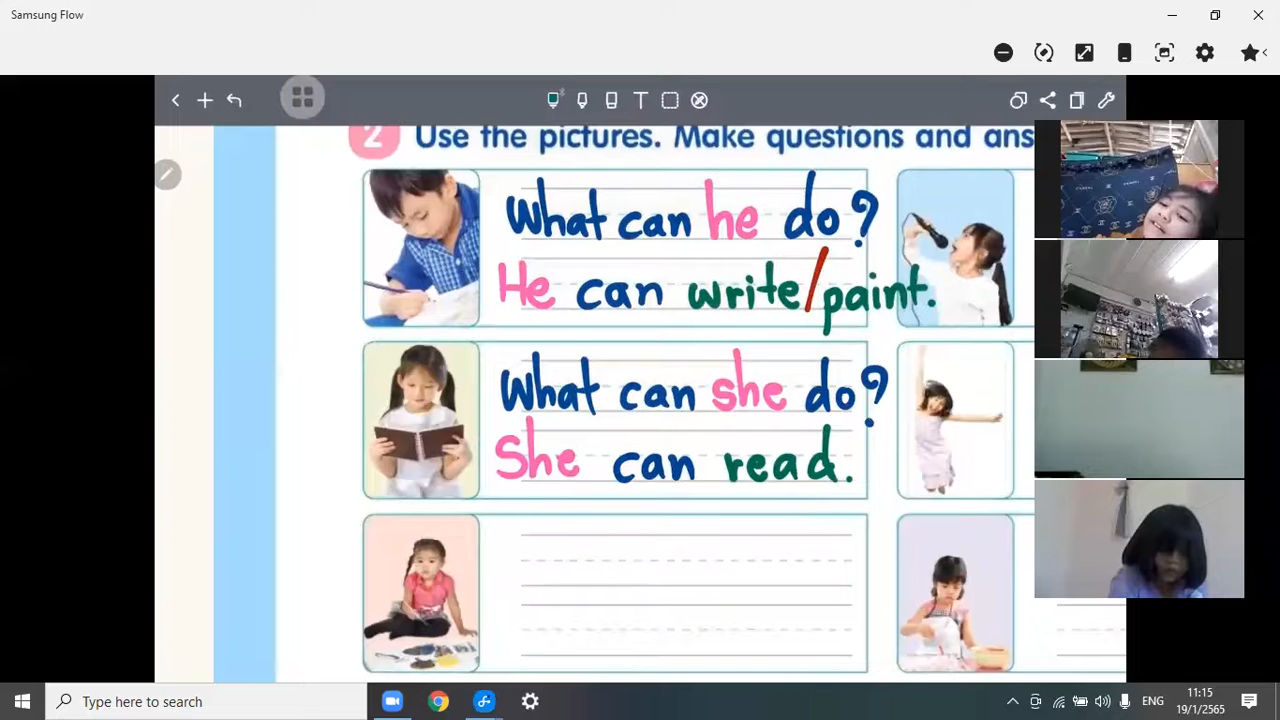 Samsung Flow
2 Use the pictures. Make questions and ans
What can he do?
He can write/paint.
What can she do?
She can read.
Type here to search
ENG
11:15
19/1/2565